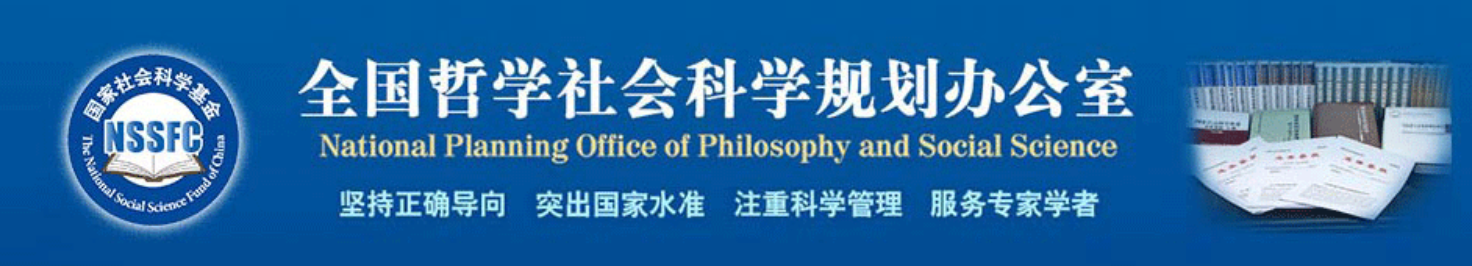 国家社会科学基金
NSSFC
The National Social Science Fund of China
全国哲学社会科学规划办公室
National Planning Office of Philosophy and Social Science
坚持正确导向 突出国家水准 注重科学管理 服务专家学者